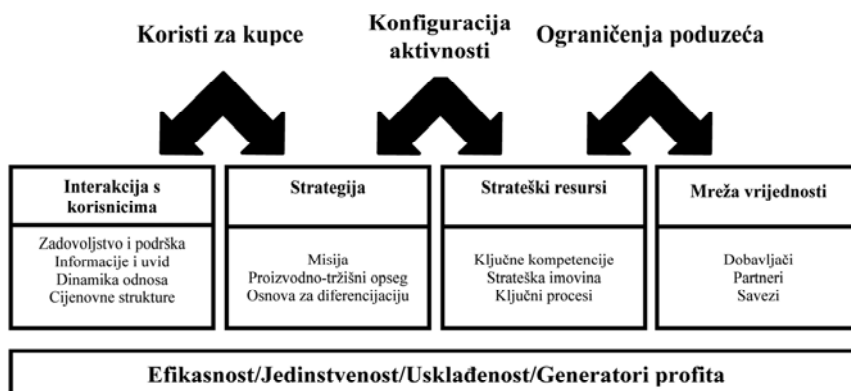 Koristi za kupce
Konfiguracija
aktivnosti
Ograničenja poduzeća
Interakcija s
korisnicima
Zadovoljstvo i podrška
Informacije i uvid
Dinamika odnosa
Cijenovne strukture
Strategija
Misija
Proizvodno-tržišni opseg
Osnova za diferencijaciju
Strateški resursi
Ključne kompetencije
Strateška imovina
Ključni procesi
Mreža vrijednosti
Dobavljači
Partneri
Savezi
Efikasnost/Jedinstvenost/Usklađenost/Generatori profita